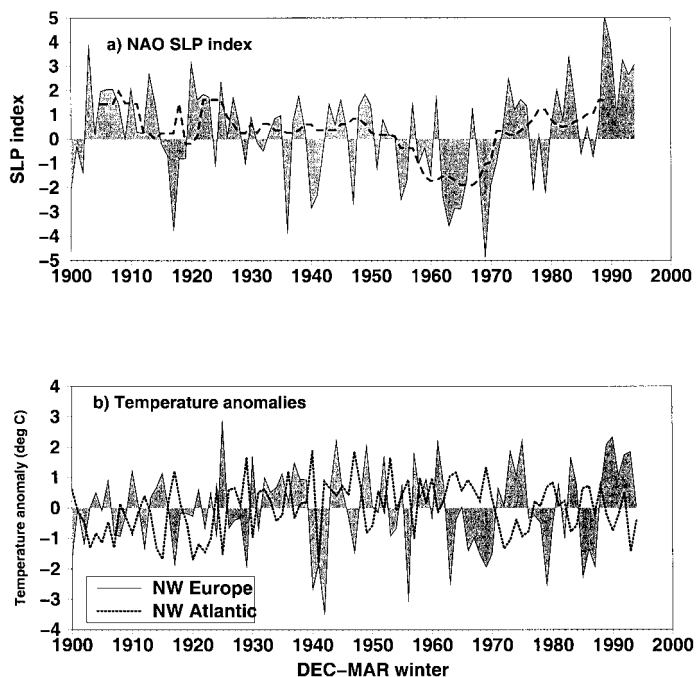 a) NAO SLP index
SLP index
5
4
3
2
1
0
−1
−2
−3
−4
−5
1900 1910 1920 1930 1940 1950 1960 1970 1980 1990 2000
b) Temperature anomalies
Temperature anomaly (deg C)
4
3
2
1
0
−1
−2
−3
−4
NW Europe
NW Atlantic
1900 1910 1920 1930 1940 1950 1960 1970 1980 1990 2000
DEC−MAR winter